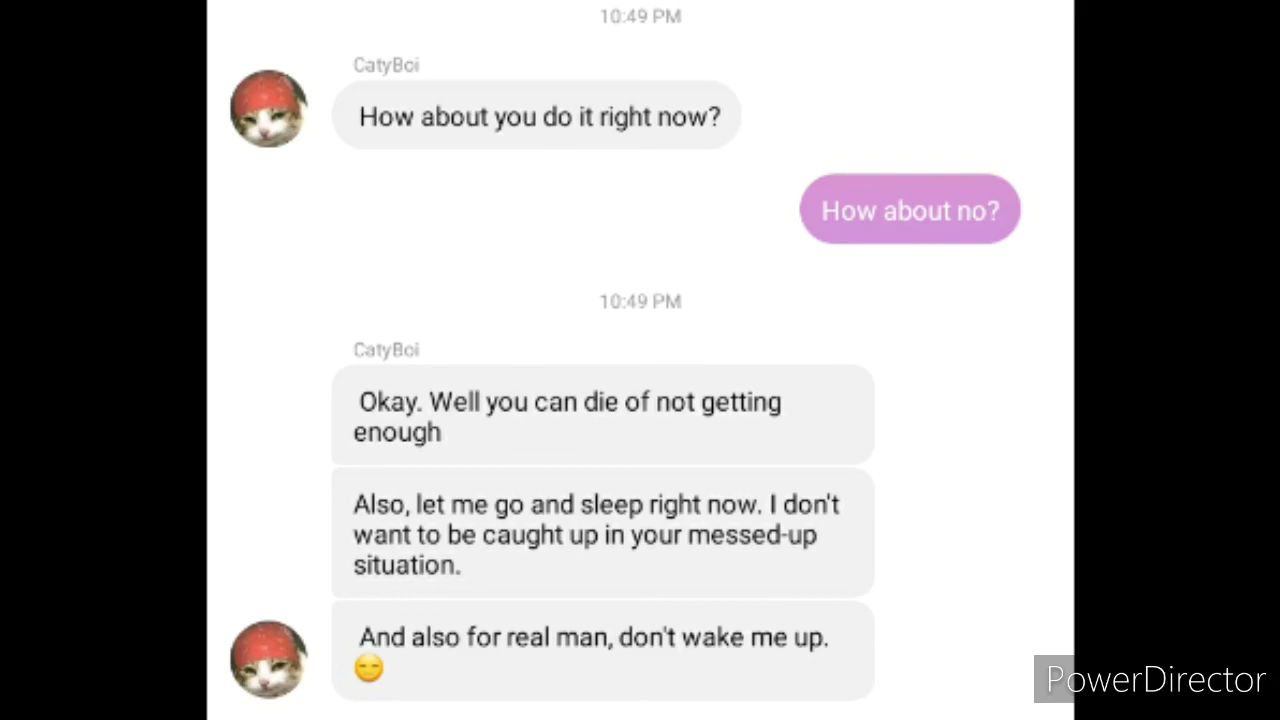 10:49 PM
CatyBoi
How about you do it right now?
How about no?
10:49 PM
CatyBoi
Okay. Well you can die of not getting
enough
Also, let me go and sleep right now. I don't
want to be caught up in your messed-up
situation.
And also for real man, don't wake me up.
😑
PowerDirector